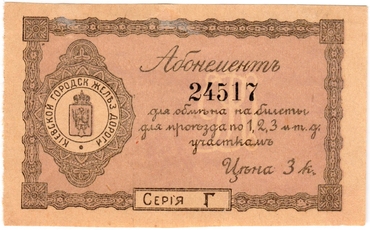 КІЕВСКОЙ ГОРОДСК ЖЕЛѢЗ ДОРОГИ
Абонементъ
24517
для обмѣна на билеты
для проѣзда по 1, 2, 3 и т. д.
участкамъ
Цѣна 3 к.
СЕРІЯ Г